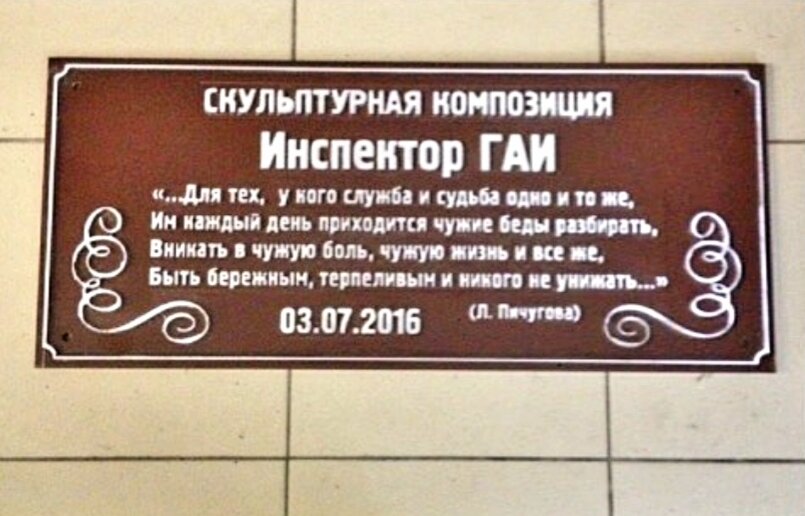 СКУЛЬПТУРНАЯ КОМПОЗИЦИЯ
Инспектор ГАИ
«...Для тех, у кого служба и судьба одно и то же,
Им каждый день приходится чужие беды разбирать,
Вникать в чужую боль, чужую жизнь и все же,
Быть бережным, терпеливым и никого не унижать...»
03.07.2016 (Л. Пичугова)